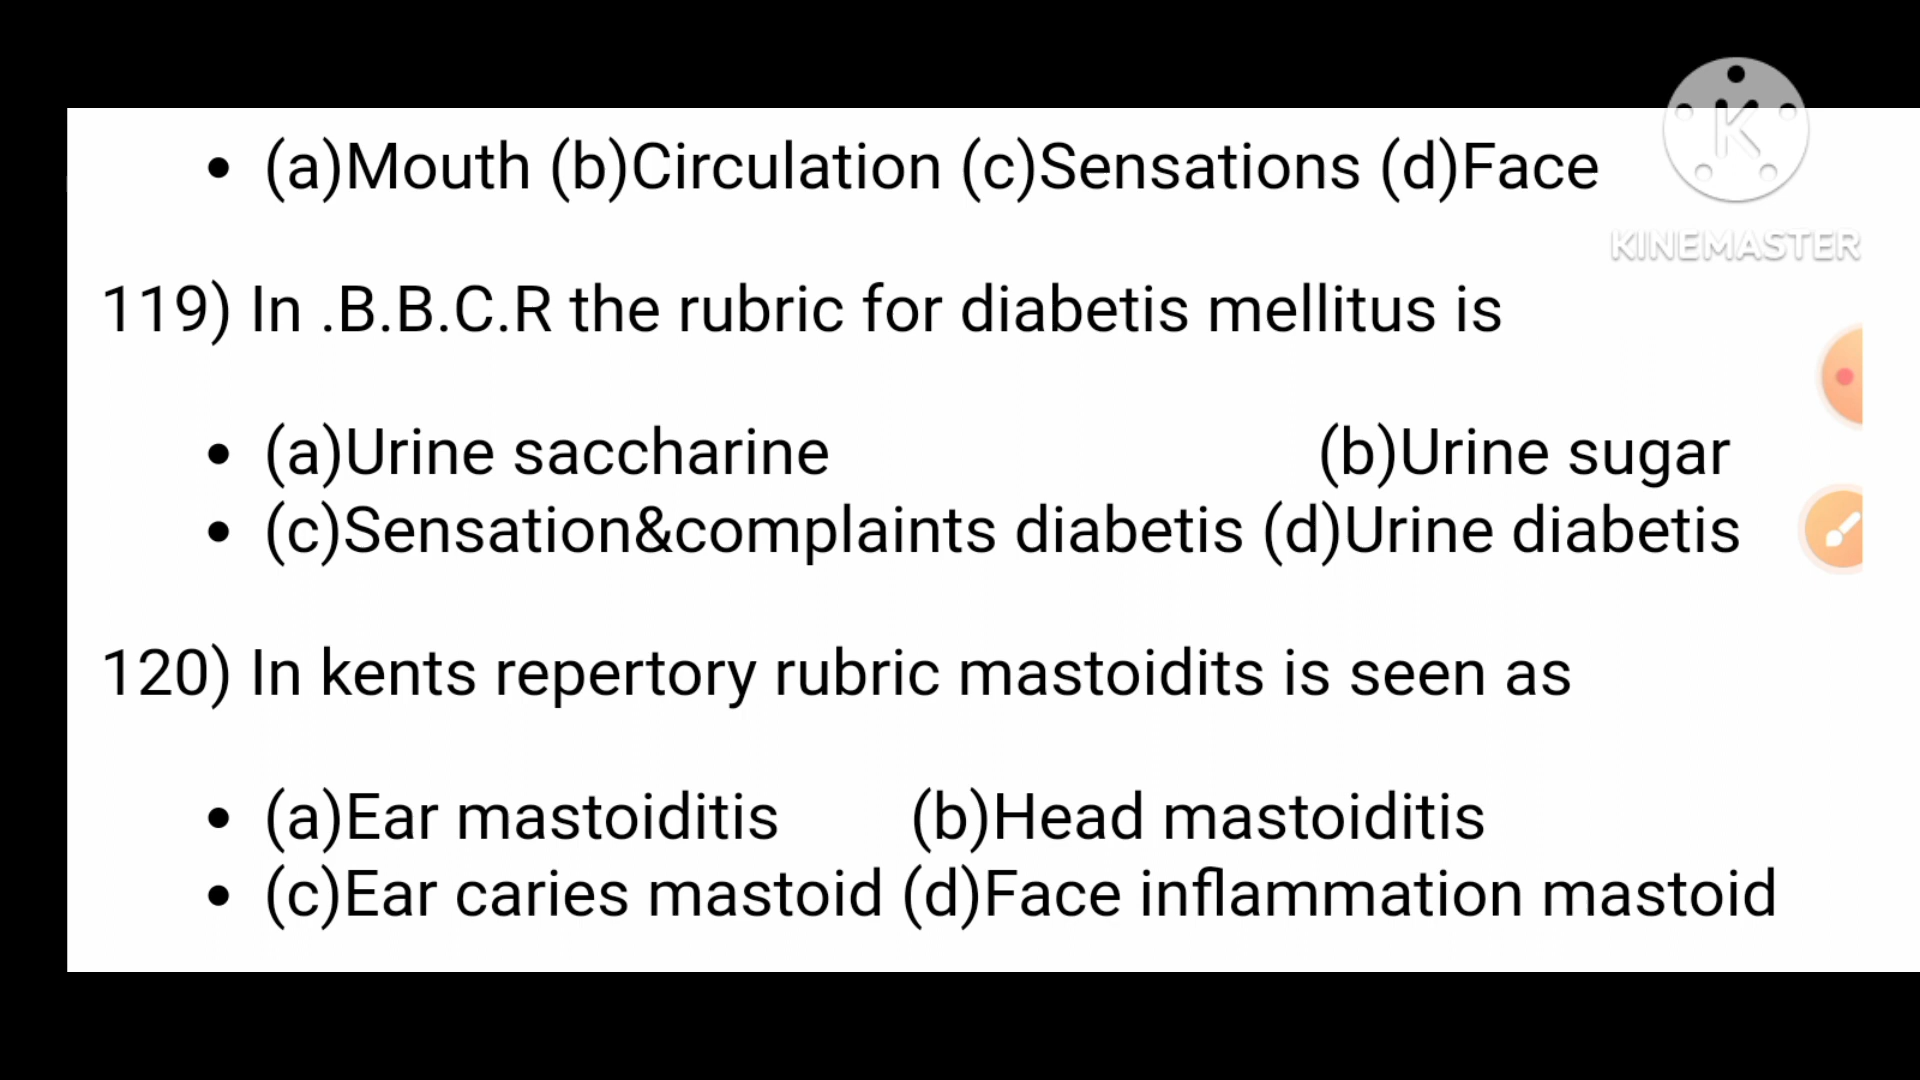 • (a)Mouth (b)Circulation (c)Sensations (d)Face
KINEMASTER
119) In .B.B.C.R the rubric for diabetis mellitus is
• (a)Urine saccharine (b)Urine sugar
• (c)Sensation&complaints diabetis (d)Urine diabetis
120) In kents repertory rubric mastoidits is seen as
• (a)Ear mastoiditis (b)Head mastoiditis
• (c)Ear caries mastoid (d)Face inflammation mastoid